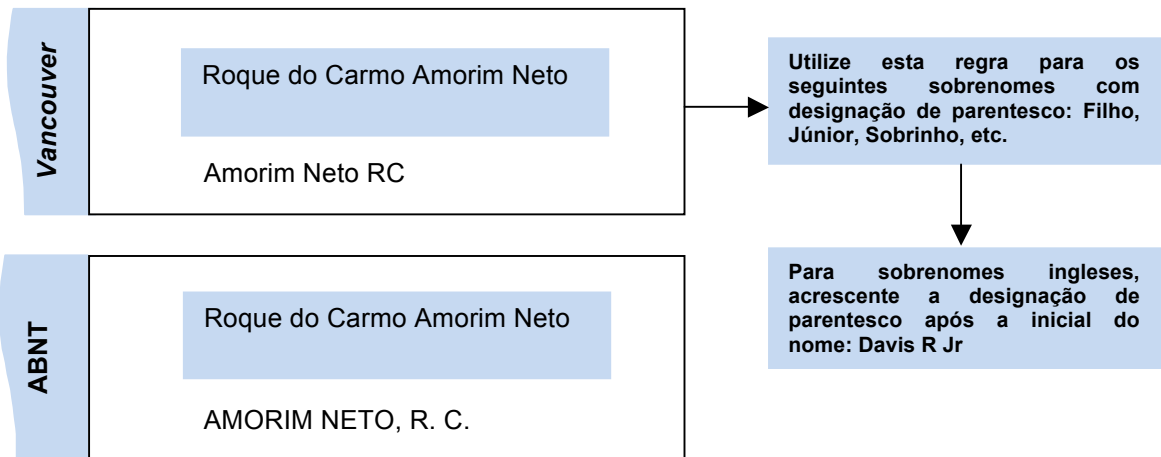 Vancouver
Roque do Carmo Amorim Neto
Amorim Neto RC
Utilize esta regra para os
seguintes sobrenomes com
designação de parentesco: Filho,
Júnior, Sobrinho, etc.
Para sobrenomes ingleses,
acrescente a designação de
parentesco após a inicial do
nome: Davis R Jr
ABNT
Roque do Carmo Amorim Neto
AMORIM NETO, R. C.